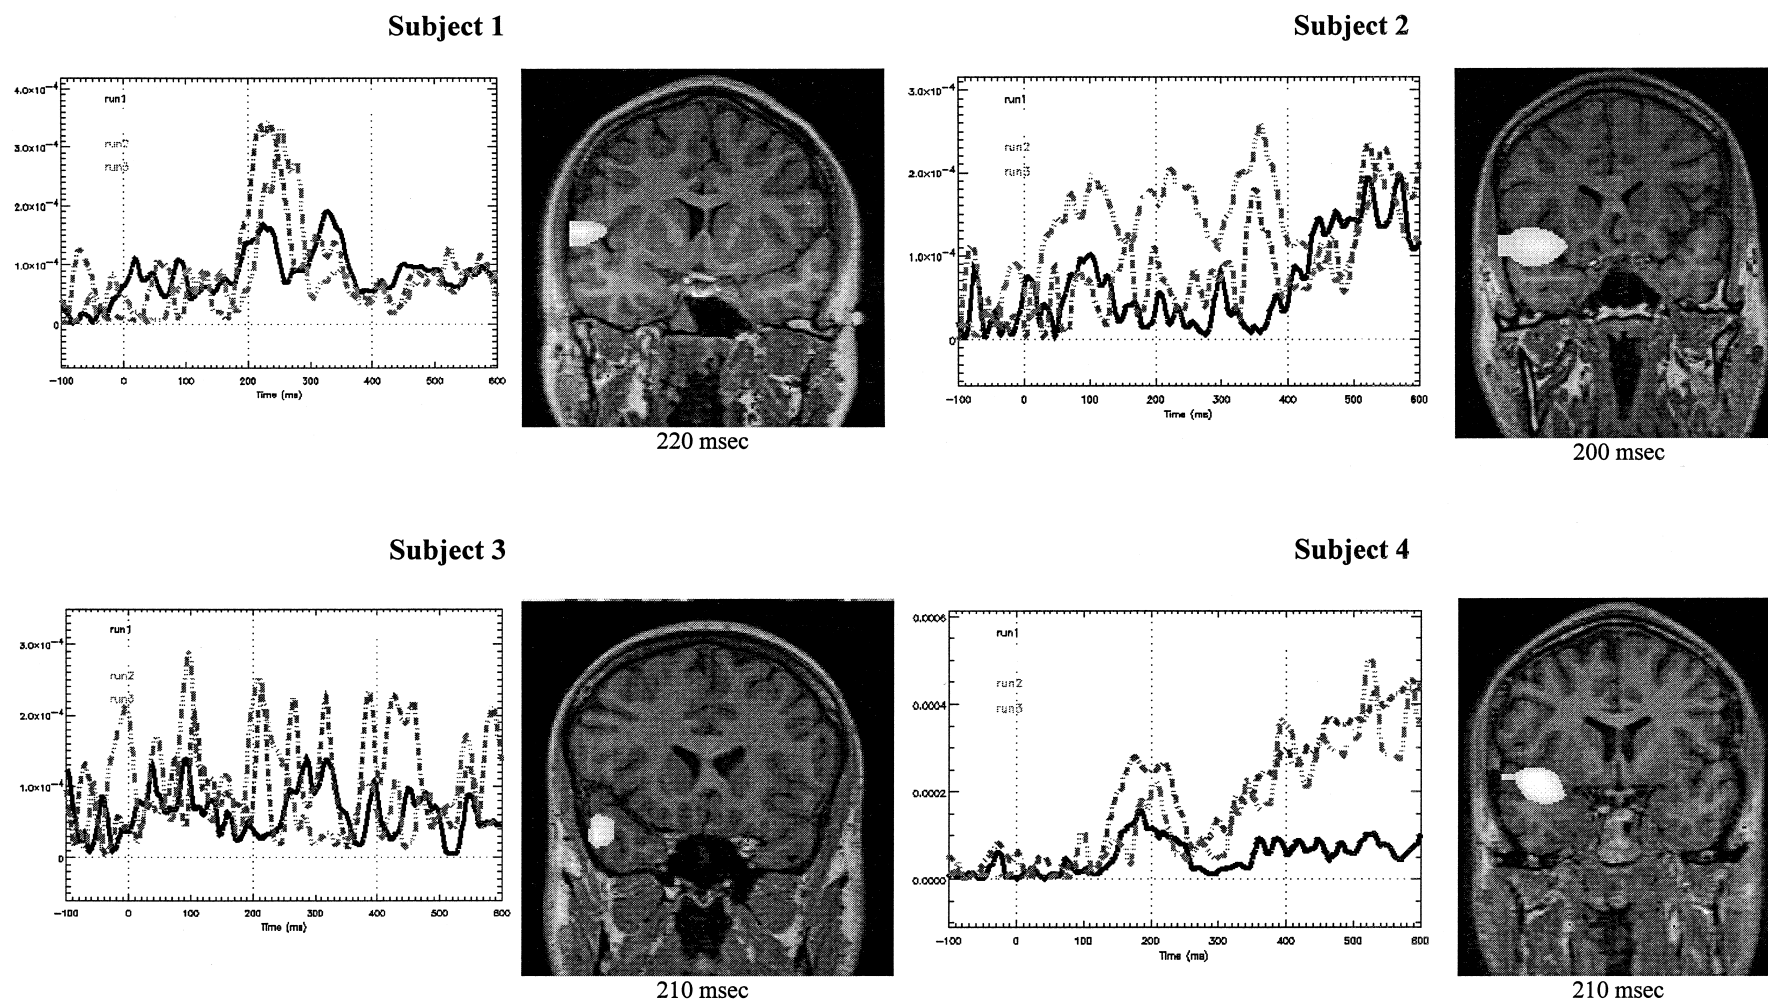 Subject 1
4.0×10⁻⁴
3.0×10⁻⁴
2.0×10⁻⁴
1.0×10⁻⁴
0
run1
run2
run3
-100 0 100 200 300 400 500 600
Time (ms)
220 msec
Subject 2
3.0×10⁻⁴
2.0×10⁻⁴
1.0×10⁻⁴
0
run1
run2
run3
-100 0 100 200 300 400 500 600
Time (ms)
200 msec
Subject 3
3.0×10⁻⁴
2.0×10⁻⁴
1.0×10⁻⁴
0
run1
run2
run3
-100 0 100 200 300 400 500 600
Time (ms)
210 msec
Subject 4
0.0006
0.0004
0.0002
0.0000
run1
run2
run3
-100 0 100 200 300 400 500 600
Time (ms)
210 msec